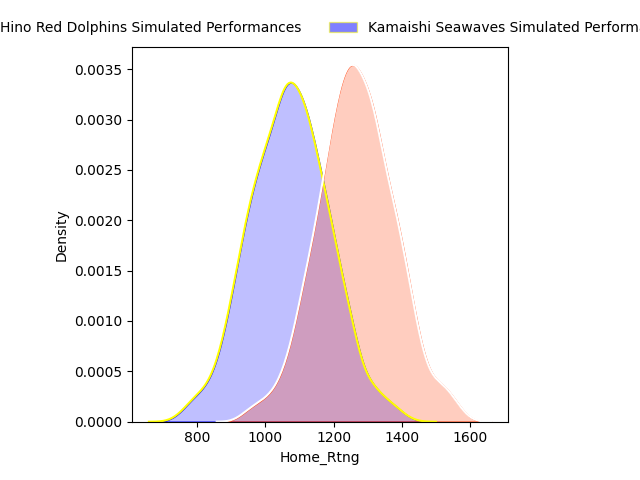 Hino Red Dolphins Simulated Performances Kamaishi Seawaves Simulated Perform
0.0035
0.0030
0.0025
0.0020
0.0015
0.0010
0.0005
0.0000
Density
800 1000 1200 1400 1600
Home_Rtng